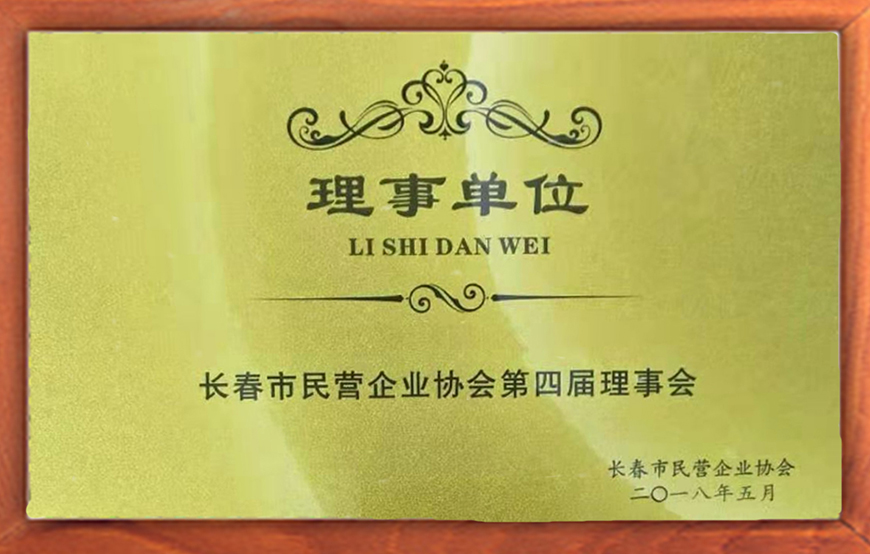 理事单位
LI SHI DAN WEI
长春市民营企业协会第四届理事会
长春市民营企业协会
二〇一八年五月